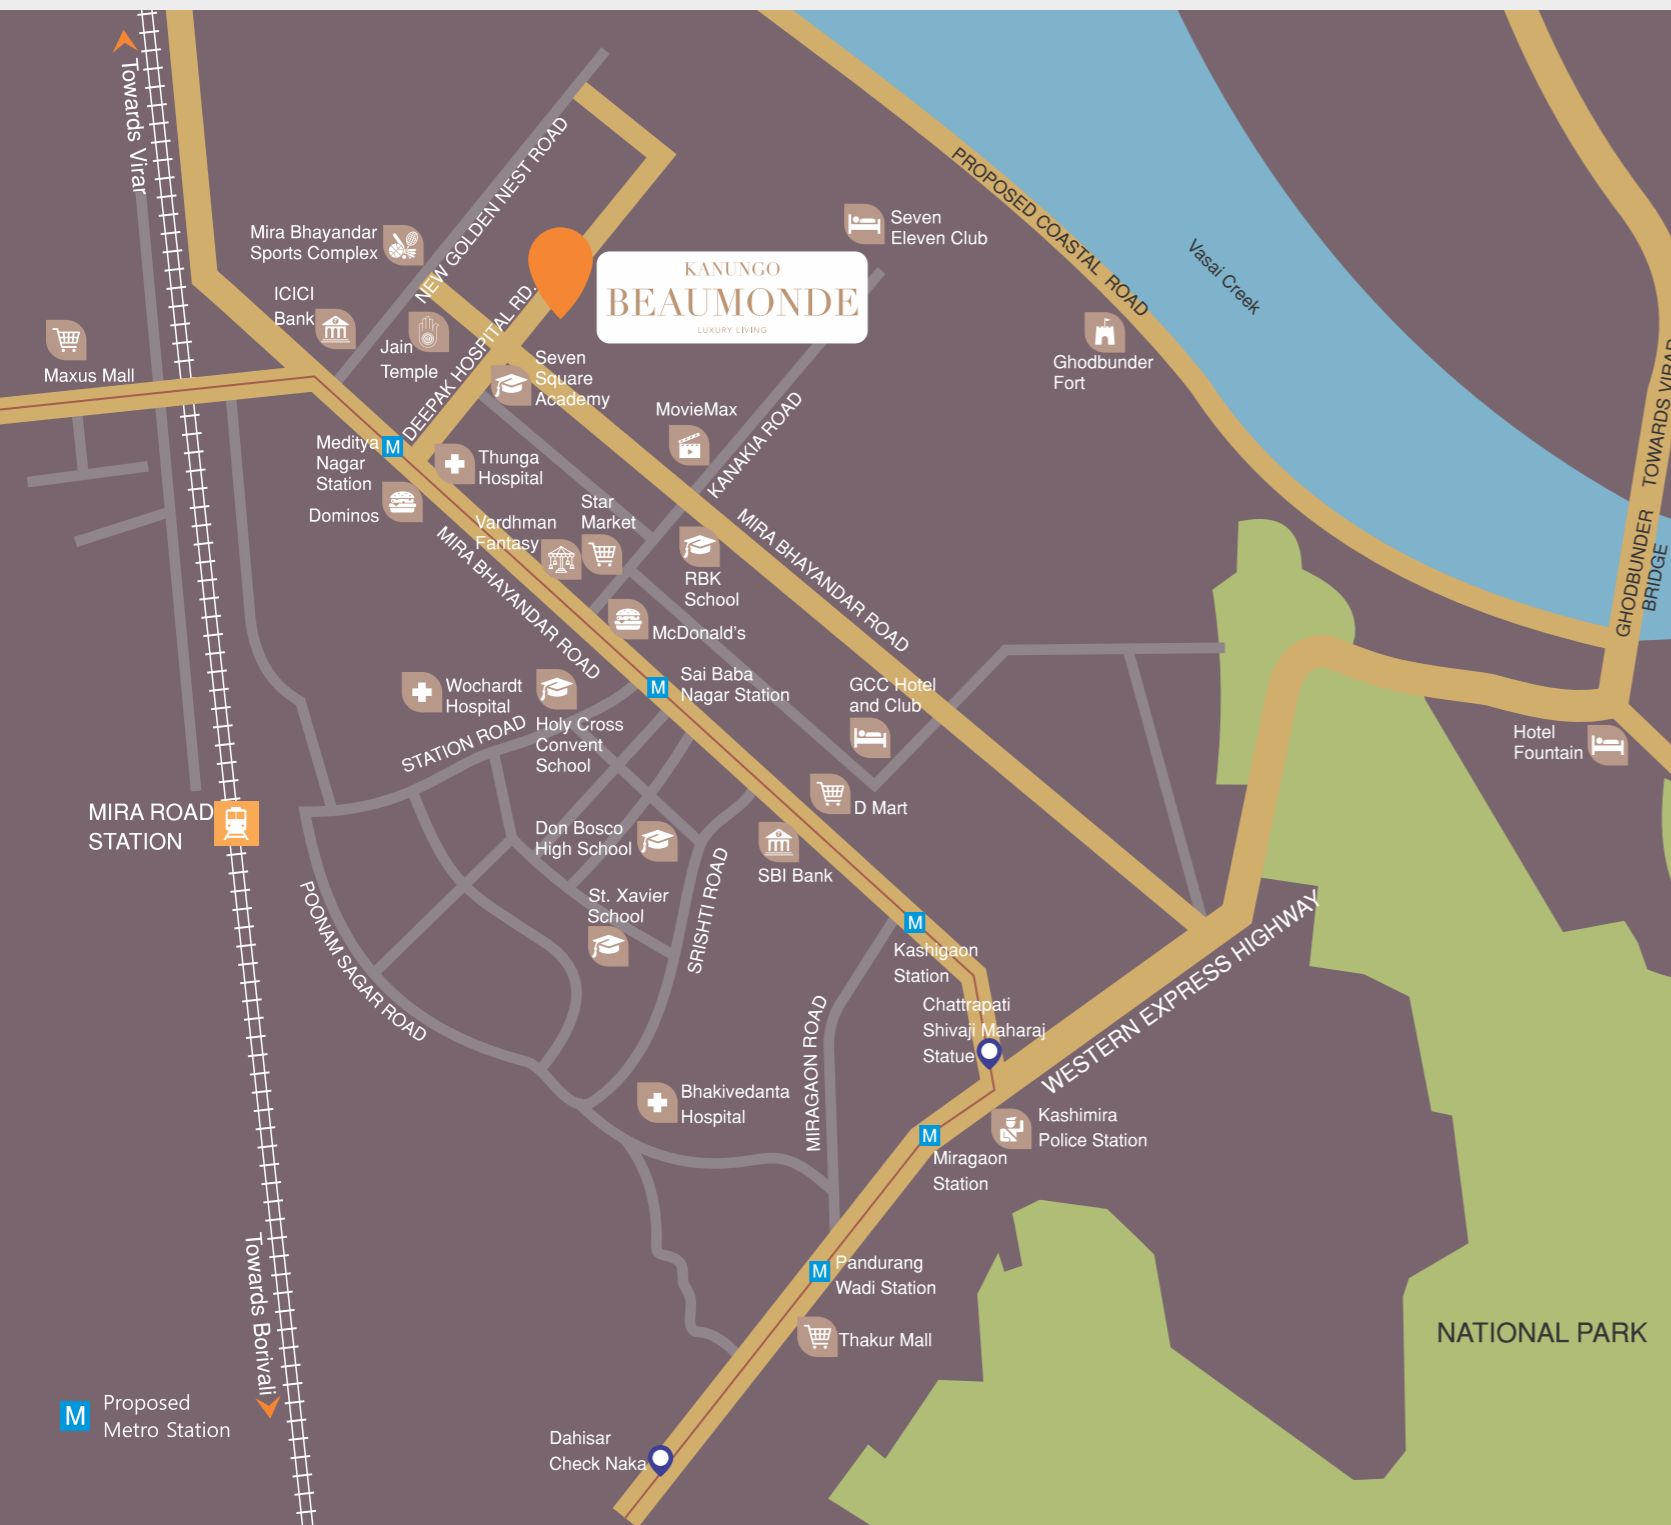 Towards Virar
NEW GOLDEN NEST ROAD
PROPOSED COASTAL ROAD
Mira Bhayandar
Sports Complex
Seven
Eleven Club
Vasai Creek
KANUNGO
BEAUMONDE
LUXURY LIVING
ICICI
Bank
DEEPAK HOSPITAL RD.
Jain
Temple
Maxus Mall
Seven
Square
Academy
Ghodbunder
Fort
TOWARDS VIRAR
MovieMax
KANAKIA ROAD
Meditya
Nagar
Station
M
Thunga
Hospital
Dominos
Star
Market
Vardhman
Fantasy
MIRA BHAYANDAR ROAD
MIRA BHAYANDAR ROAD
GHODBUNDER
BRIDGE
RBK
School
McDonald's
M
Sai Baba
Nagar Station
Wochardt
Hospital
GCC Hotel
and Club
Holy Cross
Convent
School
STATION ROAD
Hotel
Fountain
MIRA ROAD
STATION
D Mart
Don Bosco
High School
SBI Bank
St. Xavier
School
SRISHTI ROAD
POONAM SAGAR ROAD
M
Kashigaon
Station
WESTERN EXPRESS HIGHWAY
Chattrapati
Shivaji Maharaj
Statue
MIRAGAON ROAD
Bhakivedanta
Hospital
Kashimira
Police Station
M
Miragaon
Station
M
Pandurang
Wadi Station
Thakur Mall
NATIONAL PARK
Towards Borivali
M
Proposed
Metro Station
Dahisar
Check Naka